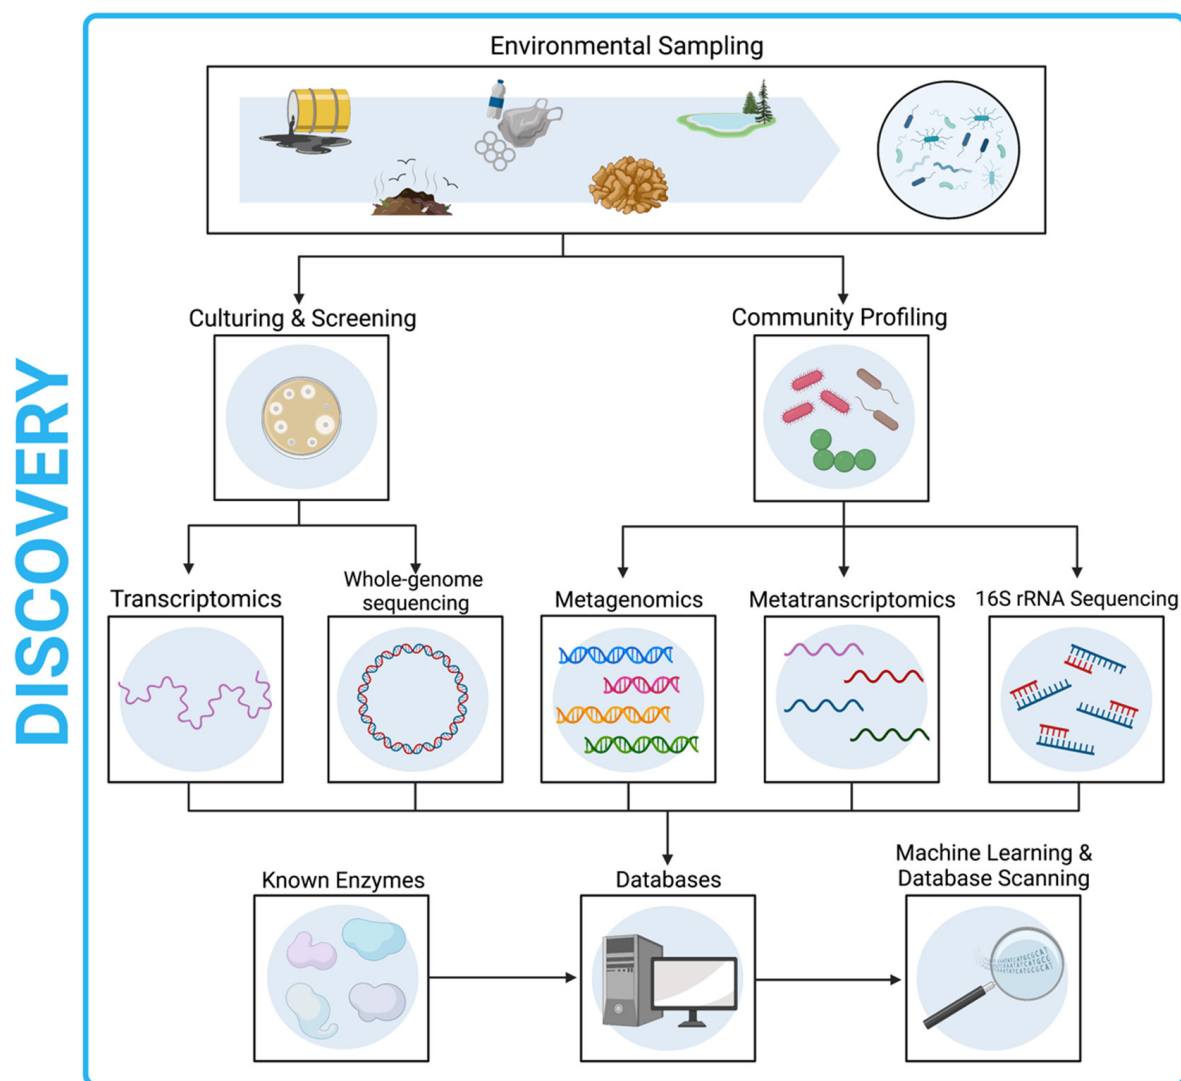 DISCOVERY
Environmental Sampling
Culturing & Screening
Community Profiling
Transcriptomics
Whole-genome
sequencing
Metagenomics
Metatranscriptomics
16S rRNA Sequencing
Known Enzymes
Databases
Machine Learning &
Database Scanning